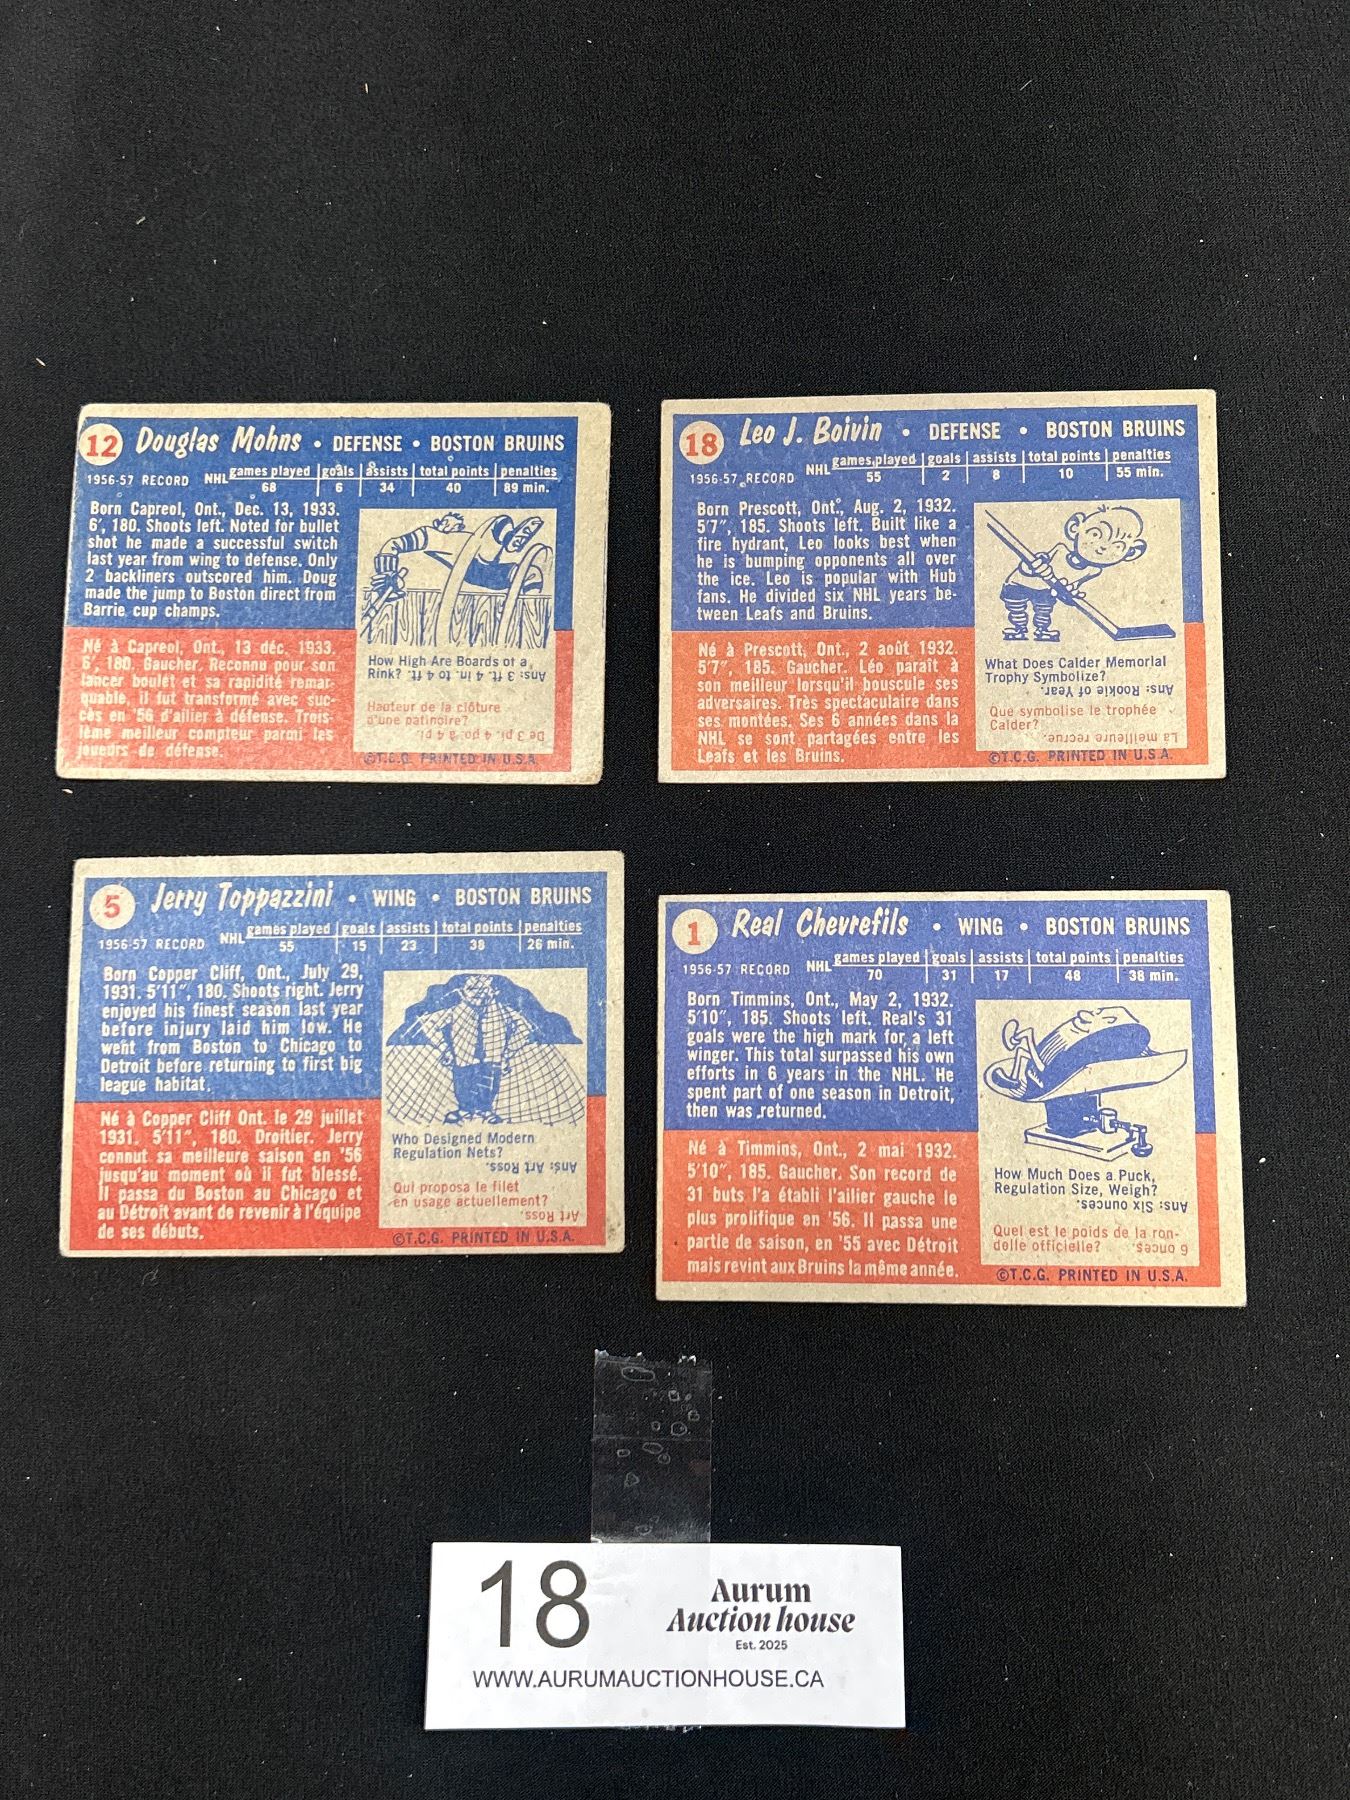 12 Douglas Mohns • DEFENSE • BOSTON BRUINS
1956-57 RECORD NHL games played goals assists total points penalties
68 6 34 40 89 min.
Born Capreol, Ont., Dec. 13, 1933.
6', 180. Shoots left. Noted for bullet
shot he made a successful switch
last year from wing to defense. Only
2 backliners outscored him. Doug
made the jump to Boston direct from
Barrie cup champs.
Né à Capreol, Ont., 13 déc. 1933.
6', 180. Gaucher. Reconnu pour son
lancer boulet et sa rapidité remar-
quable, il fut transformé avec suc-
cès en '56 d'ailier à défense. Trois-
ième meilleur compteur parmi les
joueurs de défense.
How High Are Boards of a
Rink? Ans: 3 ft. 4 in. to 4 ft.
Hauteur de la clôture
d'une patinoire?
De 3 pi. 4 po. à 4 pi.
©T.C.G. PRINTED IN U.S.A.
18 Leo J. Boivin • DEFENSE • BOSTON BRUINS
1956-57 RECORD NHL games played goals assists total points penalties
55 2 8 10 55 min.
Born Prescott, Ont., Aug. 2, 1932.
5'7", 185. Shoots left. Built like a
fire hydrant, Leo looks best when
he is bumping opponents all over
the ice. Leo is popular with Hub
fans. He divided six NHL years be-
tween Leafs and Bruins.
Né à Prescott, Ont., 2 août 1932.
5'7", 185. Gaucher. Léo paraît à
son meilleur lorsqu'il bouscule ses
adversaires. Très spectaculaire dans
ses montées. Ses 6 années dans la
NHL se sont partagées entre les
Leafs et les Bruins.
What Does Calder Memorial
Trophy Symbolize?
Ans: Rookie of Year.
Que symbolise le trophée
Calder?
La meilleure recrue.
©T.C.G. PRINTED IN U.S.A.
5 Jerry Toppazzini • WING • BOSTON BRUINS
1956-57 RECORD NHL games played goals assists total points penalties
55 15 23 38 26 min.
Born Copper Cliff, Ont., July 29,
1931. 5'11", 180. Shoots right. Jerry
enjoyed his finest season last year
before injury laid him low. He
went from Boston to Chicago to
Detroit before returning to first big
league habitat.
Né à Copper Cliff Ont. le 29 juillet
1931. 5'11", 180. Droitier. Jerry
connut sa meilleure saison en '56
jusqu'au moment où il fut blessé.
Il passa du Boston au Chicago et
au Détroit avant de revenir à l'équipe
de ses débuts.
Who Designed Modern
Regulation Nets?
Ans: Art Ross.
Qui proposa le filet
en usage actuellement?
Art Ross.
©T.C.G. PRINTED IN U.S.A.
1 Real Chevrefils • WING • BOSTON BRUINS
1956-57 RECORD NHL games played goals assists total points penalties
70 31 17 48 38 min.
Born Timmins, Ont., May 2, 1932.
5'10", 185. Shoots left. Real's 31
goals were the high mark for a left
winger. This total surpassed his own
efforts in 6 years in the NHL. He
spent part of one season in Detroit,
then was returned.
Né à Timmins, Ont., 2 mai 1932.
5'10", 185. Gaucher. Son record de
31 buts l'a établi l'ailier gauche le
plus prolifique en '56. Il passa une
partie de saison, en '55 avec Détroit
mais revint aux Bruins la même année.
How Much Does a Puck,
Regulation Size, Weigh?
Ans: Six ounces.
Quel est le poids de la ron-
delle officielle? 6 onces.
©T.C.G. PRINTED IN U.S.A.
18 Aurum
Auction house
Est. 2025
WWW.AURUMAUCTIONHOUSE.CA